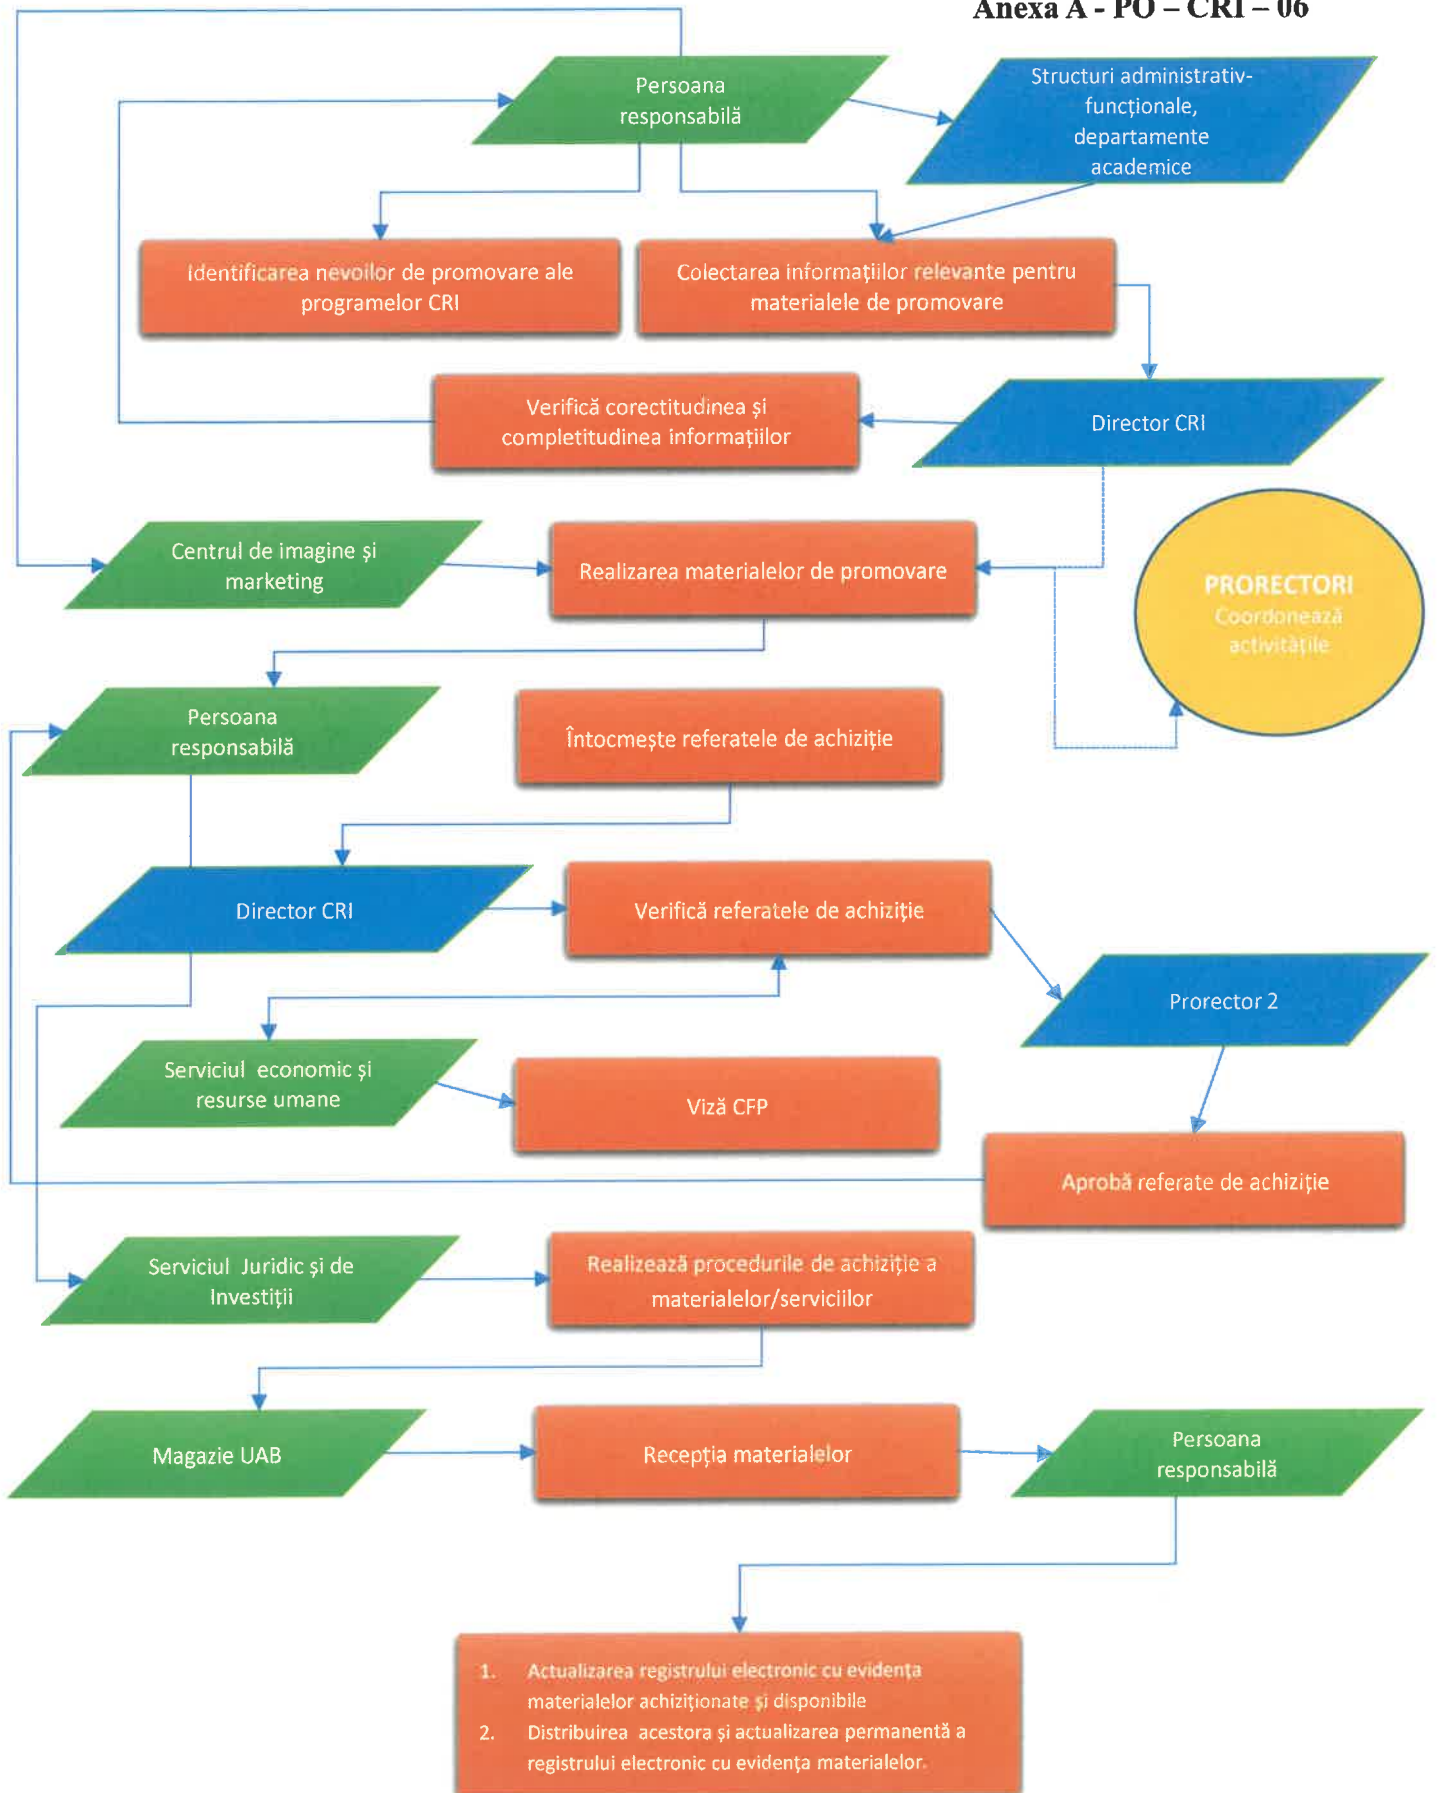 Anexa A - PO – CRI – 06
Persoana
responsabilă
Structuri administrativ-
funcționale,
departamente
academice
Identificarea nevoilor de promovare ale
programelor CRI
Colectarea informațiilor relevante pentru
materialele de promovare
Verifică corectitudinea și
completitudinea informațiilor
Director CRI
Centrul de imagine și
marketing
Realizarea materialelor de promovare
PRORECTORI
Coordonează
activitățile
Persoana
responsabilă
Întocmește referatele de achiziție
Director CRI
Verifică referatele de achiziție
Prorector 2
Serviciul economic și
resurse umane
Viză CFP
Aprobă referate de achiziție
Serviciul Juridic și de
Investiții
Realizează procedurile de achiziție a
materialelor/serviciilor
Magazie UAB
Recepția materialelor
Persoana
responsabilă
1. Actualizarea registrului electronic cu evidența
materialelor achiziționate și disponibile
2. Distribuirea acestora și actualizarea permanentă a
registrului electronic cu evidența materialelor.